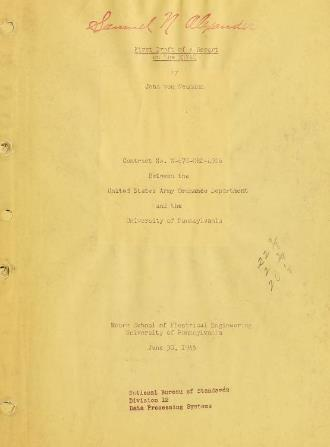 Samuel N Alexander
First Draft of a Report
on the EDVAC
by
John von Neumann
Contract No. W-670-ORD-4926
Between the
United States Army Ordnance Department
and the
University of Pennsylvania
Moore School of Electrical Engineering
University of Pennsylvania
June 30, 1945
National Bureau of Standards
Division 12
Data Processing Systems